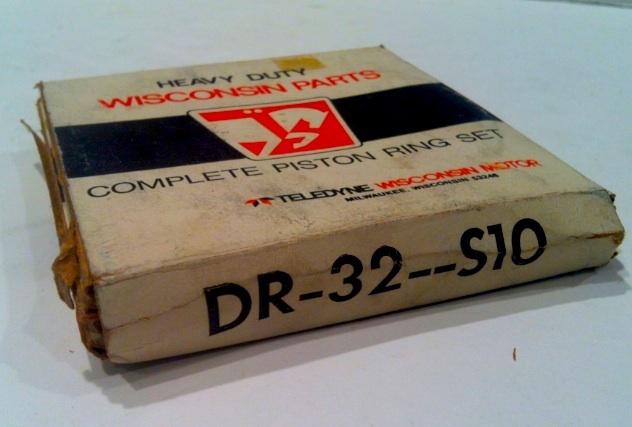 HEAVY DUTY
WISCONSIN PARTS
COMPLETE PISTON RING SET
TELEDYNE WISCONSIN MOTOR
MILWAUKEE, WISCONSIN 53246
DR-32--S10